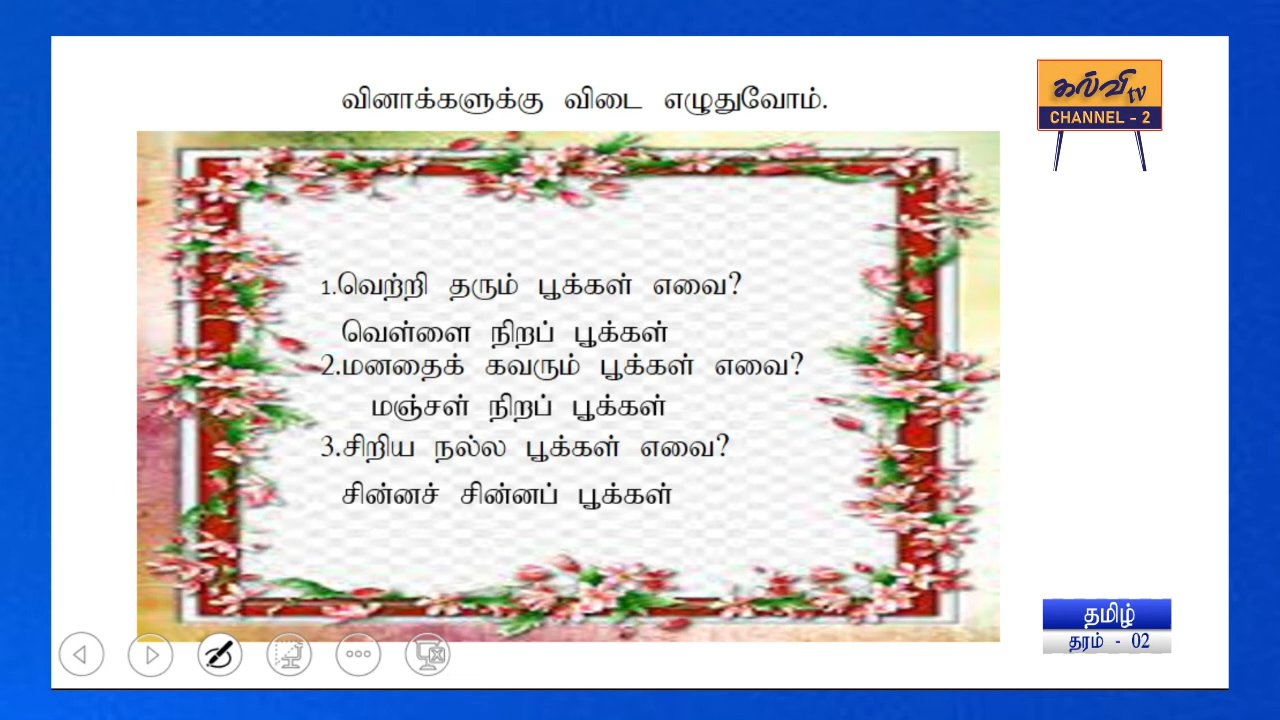 வினாக்களுக்கு விடை எழுதுவோம்.
கல்வி tv
CHANNEL - 2
1.வெற்றி தரும் பூக்கள் எவை?
வெள்ளை நிறப் பூக்கள்
2.மனதைக் கவரும் பூக்கள் எவை?
மஞ்சள் நிறப் பூக்கள்
3.சிறிய நல்ல பூக்கள் எவை?
சின்னச் சின்னப் பூக்கள்
தமிழ்
தரம் - 02